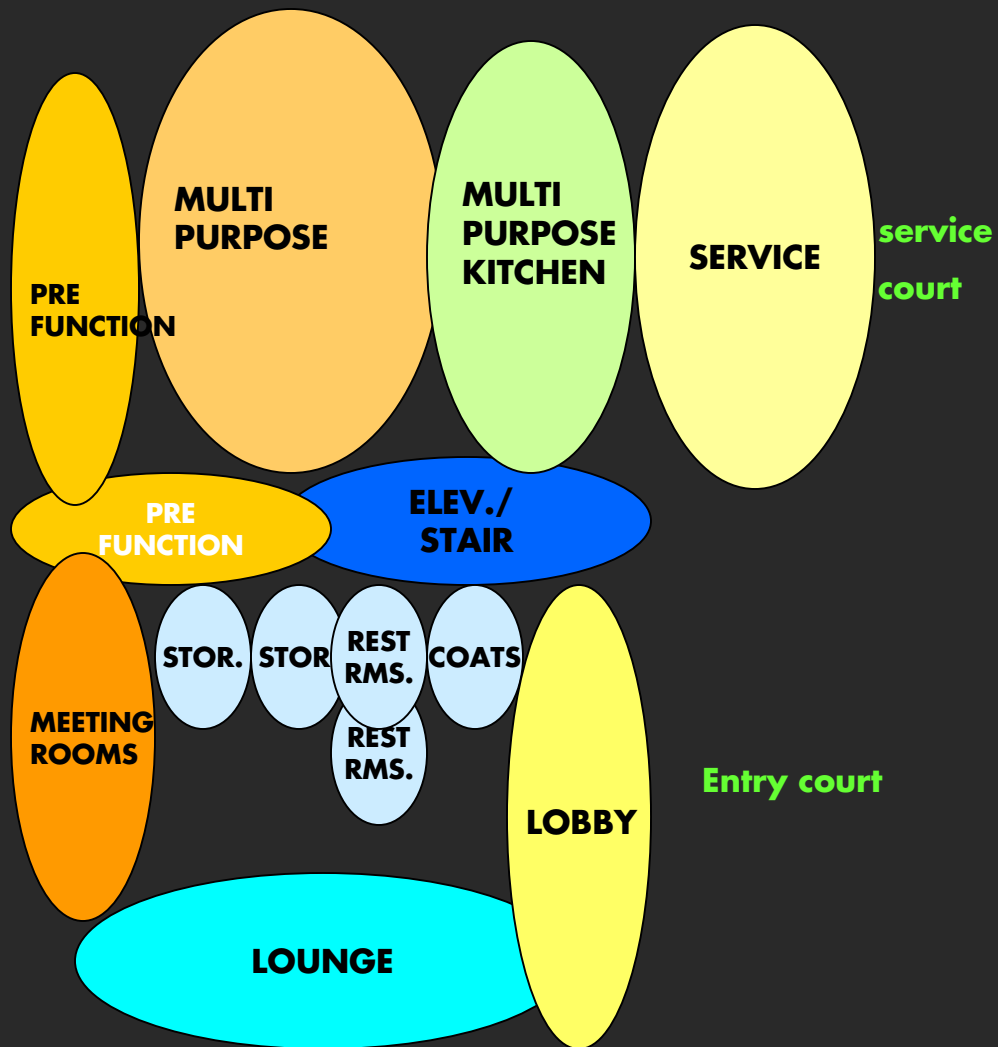 MULTI
PURPOSE
MULTI
PURPOSE
KITCHEN
SERVICE
service
court
PRE
FUNCTION
PRE
FUNCTION
ELEV./
STAIR
STOR.
STOR
REST
RMS.
COATS
REST
RMS.
MEETING
ROOMS
LOBBY
Entry court
LOUNGE